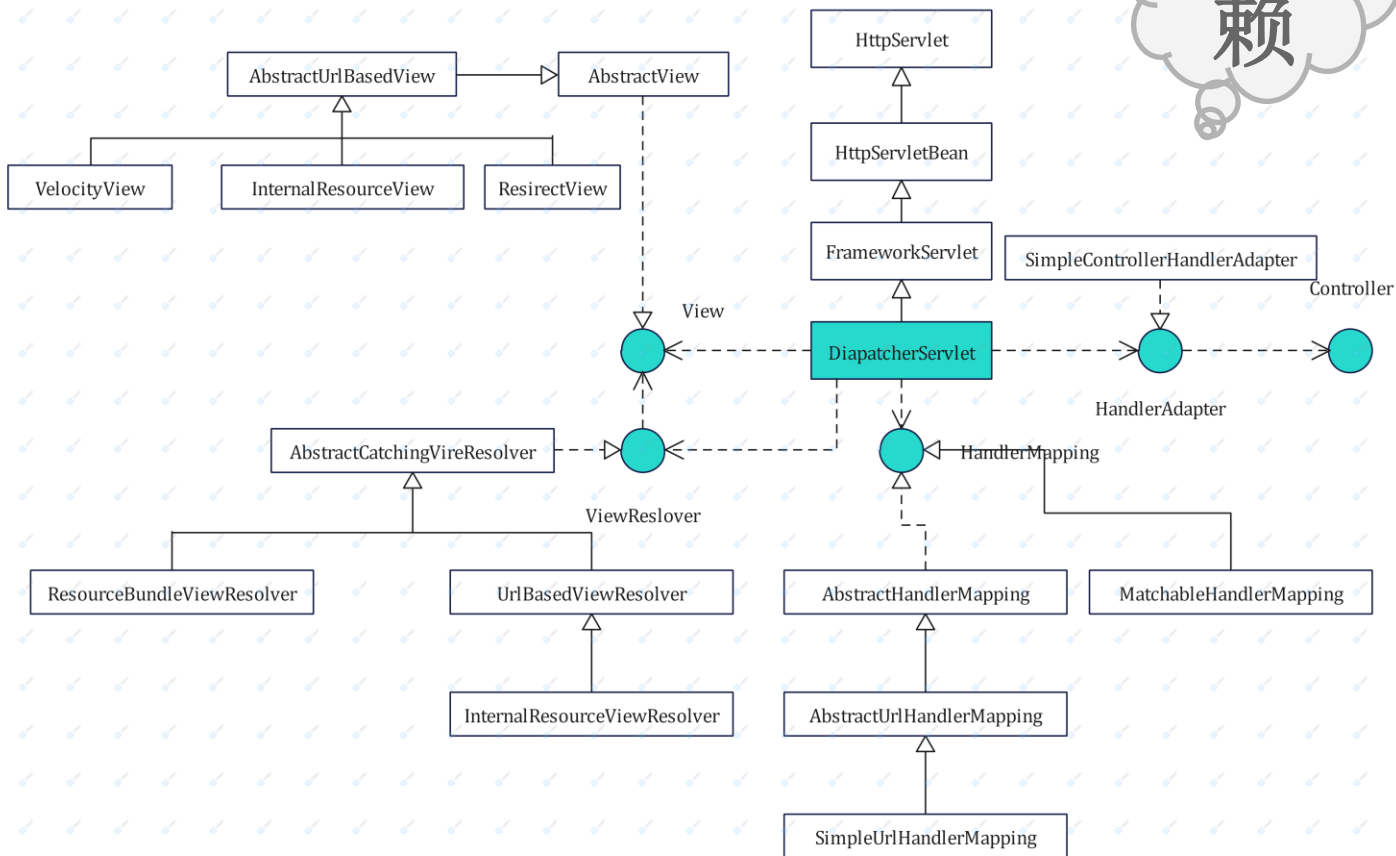 赖
HttpServlet
AbstractUrlBasedView
AbstractView
HttpServletBean
VelocityView
InternalResourceView
ResirectView
FrameworkServlet
SimpleControllerHandlerAdapter
Controller
View
DiapatcherServlet
HandlerAdapter
AbstractCatchingVireResolver
HandlerMapping
ViewReslover
ResourceBundleViewResolver
UrlBasedViewResolver
AbstractHandlerMapping
MatchableHandlerMapping
InternalResourceViewResolver
AbstractUrlHandlerMapping
SimpleUrlHandlerMapping